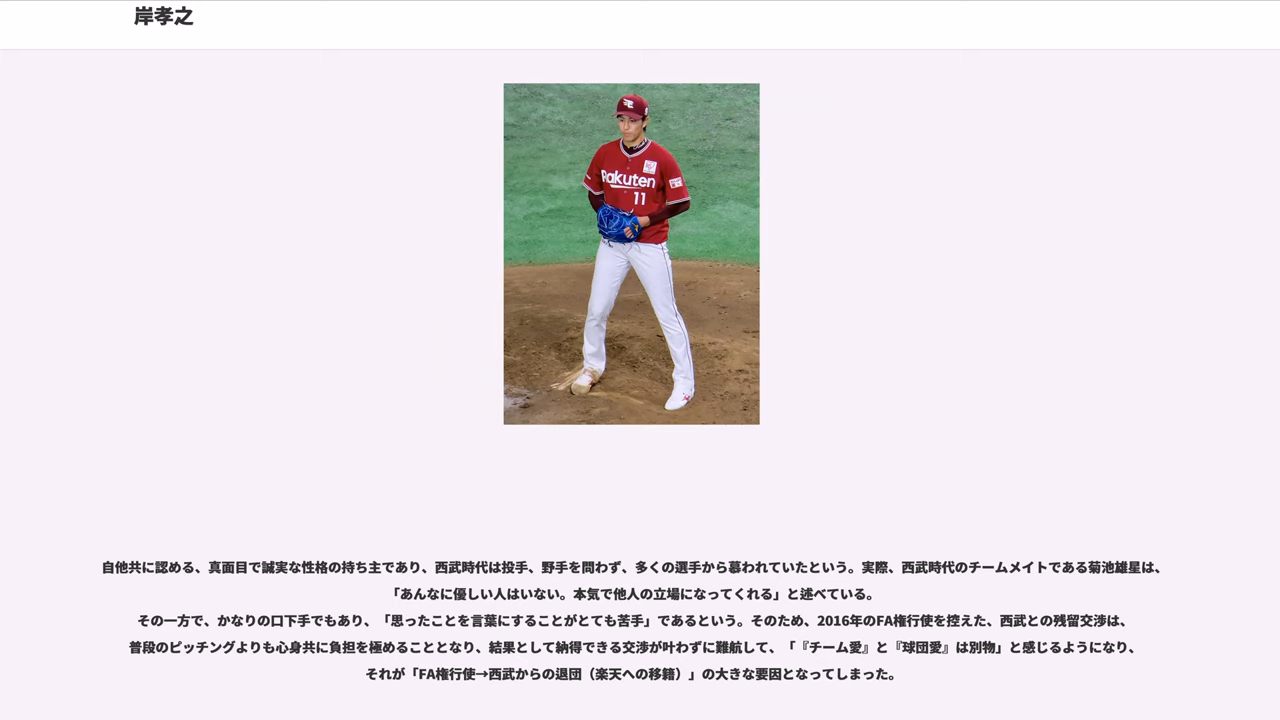 岸孝之
Rakuten
11
自他共に認める、真面目で誠実な性格の持ち主であり、西武時代は投手、野手を問わず、多くの選手から慕われていたという。実際、西武時代のチームメイトである菊池雄星は、
「あんなに優しい人はいない。本気で他人の立場になってくれる」と述べている。
その一方で、かなりの口下手でもあり、「思ったことを言葉にすることがとても苦手」であるという。そのため、2016年のFA権行使を控えた、西武との残留交渉は、
普段のピッチングよりも心身共に負担を極めることとなり、結果として納得できる交渉が叶わずに難航して、「『チーム愛』と『球団愛』は別物」と感じるようになり、
それが「FA権行使→西武からの退団（楽天への移籍）」の大きな要因となってしまった。